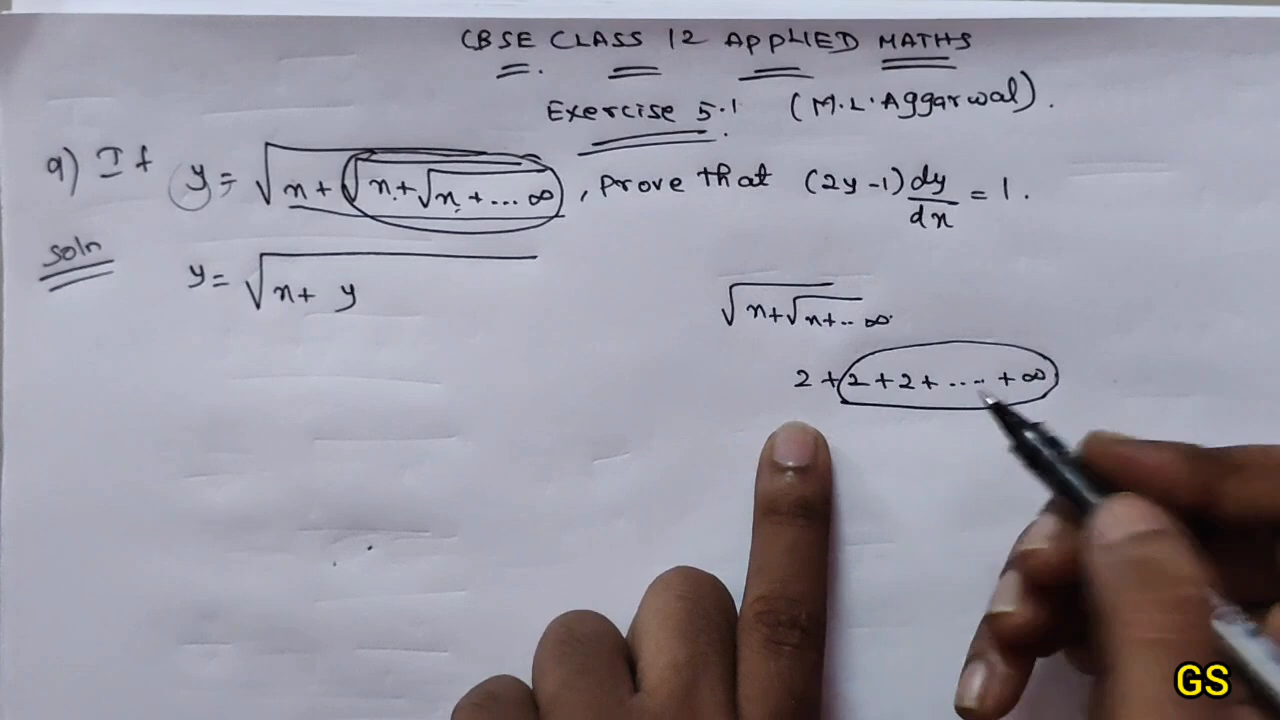 CBSE CLASS 12 APPLIED MATHS
Exercise 5.1 (M.L.Aggarwal).
9) If y = √(x + √(x + √(x + ... ∞))), prove that (2y-1) dy/dx = 1.
Soln
y = √(x + y)
√(x + √(x + .. ∞))
2 + 2 + 2 + ..... + ∞
GS